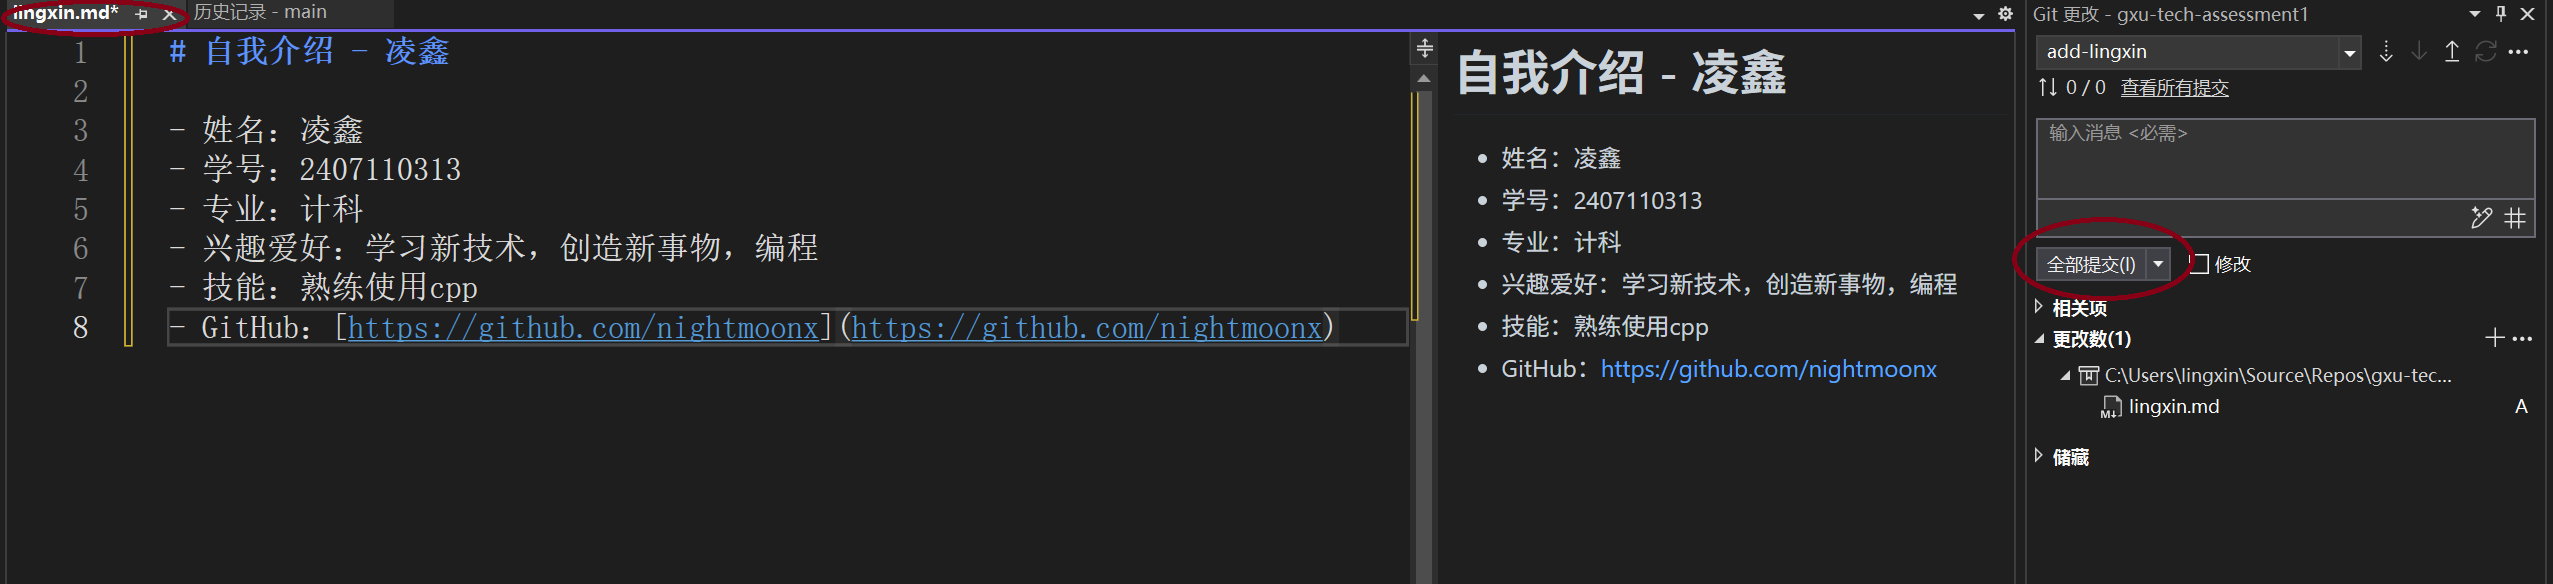 lingxin.md*
历史记录 - main
1 # 自我介绍 - 凌鑫
2
3 - 姓名：凌鑫
4 - 学号：2407110313
5 - 专业：计科
6 - 兴趣爱好：学习新技术，创造新事物，编程
7 - 技能：熟练使用cpp
8 - GitHub：[https://github.com/nightmoonx](https://github.com/nightmoonx)
自我介绍 - 凌鑫
• 姓名：凌鑫
• 学号：2407110313
• 专业：计科
• 兴趣爱好：学习新技术，创造新事物，编程
• 技能：熟练使用cpp
• GitHub：https://github.com/nightmoonx
Git 更改 - gxu-tech-assessment1
add-lingxin
0 / 0 查看所有提交
输入消息 <必需>
全部提交(I)
修改
相关项
更改数(1)
C:\Users\lingxin\Source\Repos\gxu-tec...
lingxin.md A
储藏